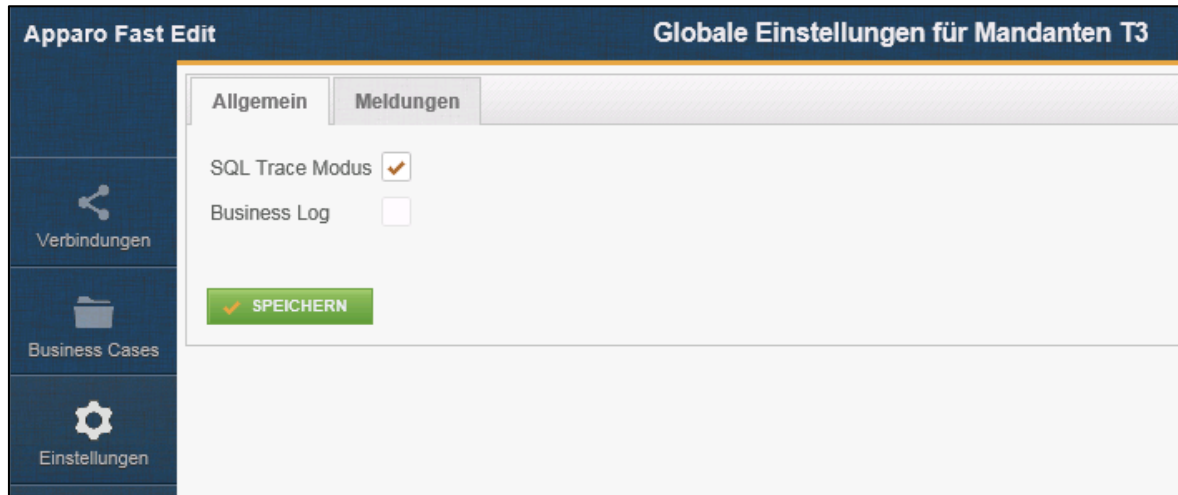 Apparo Fast Edit
Globale Einstellungen für Mandanten T3
Allgemein
Meldungen
SQL Trace Modus
Business Log
SPEICHERN
Verbindungen
Business Cases
Einstellungen